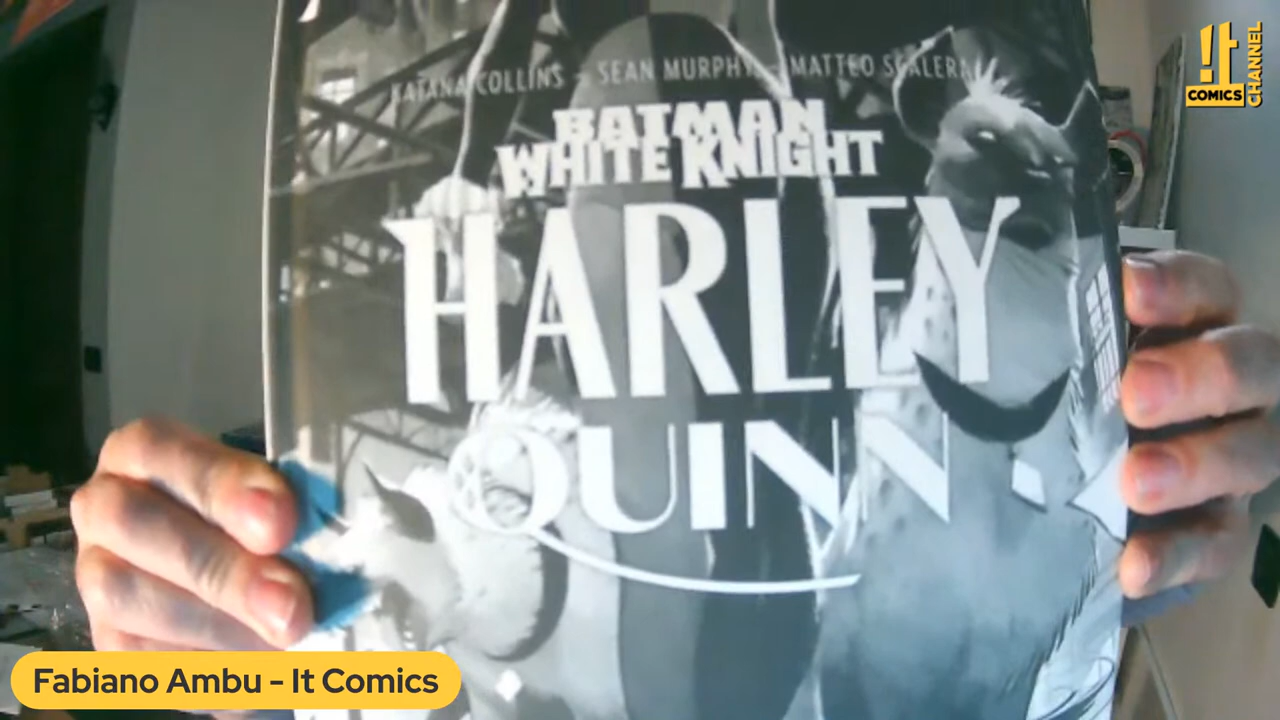 KATANA COLLINS – SEAN MURPHY – MATTEO SCALERA
BATMAN
WHITE KNIGHT
HARLEY
QUINN
!t
COMICS
CHANNEL
Fabiano Ambu - It Comics